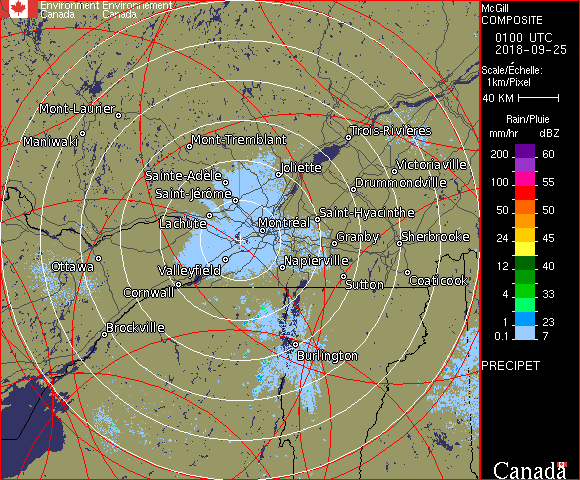 Environment Environnement
Canada Canada
McGill
COMPOSITE
0100 UTC
2018-09-25
Scale/Échelle:
1km/Pixel
40 KM
Rain/Pluie
mm/hr dBZ
200 60
150 57
100 55
50 50
24 45
12 40
4 33
1 23
0.1 7
PRECIPET
Canada
Mont-Laurier
Maniwaki
Mont-Tremblant
Trois-Rivières
Sainte-Adèle
Joliette
Victoriaville
Saint-Jérôme
Drummondville
Lachute
Montréal
Saint-Hyacinthe
Granby
Sherbrooke
Ottawa
Valleyfield
Napierville
Cornwall
Sutton
Coaticook
Brockville
Burlington